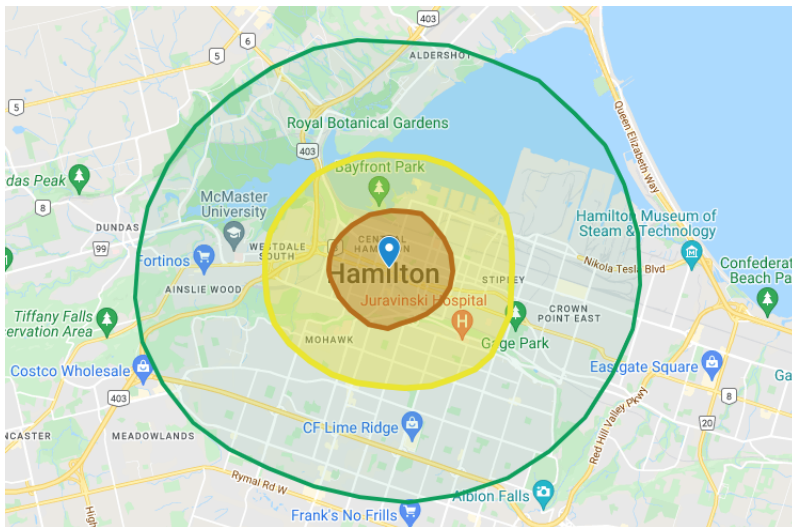 403
6
5
ALDERSHOT
5
Queen Elizabeth Way
Royal Botanical Gardens
403
Bayfront Park
das Peak
8
McMaster
University
DUNDAS
99
Hamilton Museum of
Steam & Technology
CENTRAL
HAMILTON
WESTDALE
SOUTH
Fortinos
Hamilton
STIPLEY
Nikola Tesla Blvd
Confederat
Beach Pa
AINSLIE WOOD
Juravinski Hospital
Tiffany Falls
servation Area
CROWN
POINT EAST
MOHAWK
Gage Park
Costco Wholesale
Eastgate Square
Ga
403
8
20
CF Lime Ridge
NCASTER
MEADOWLANDS
Red Hill Valley Pkwy
Rymal Rd W
Albion Falls
High
Frank's No Frills